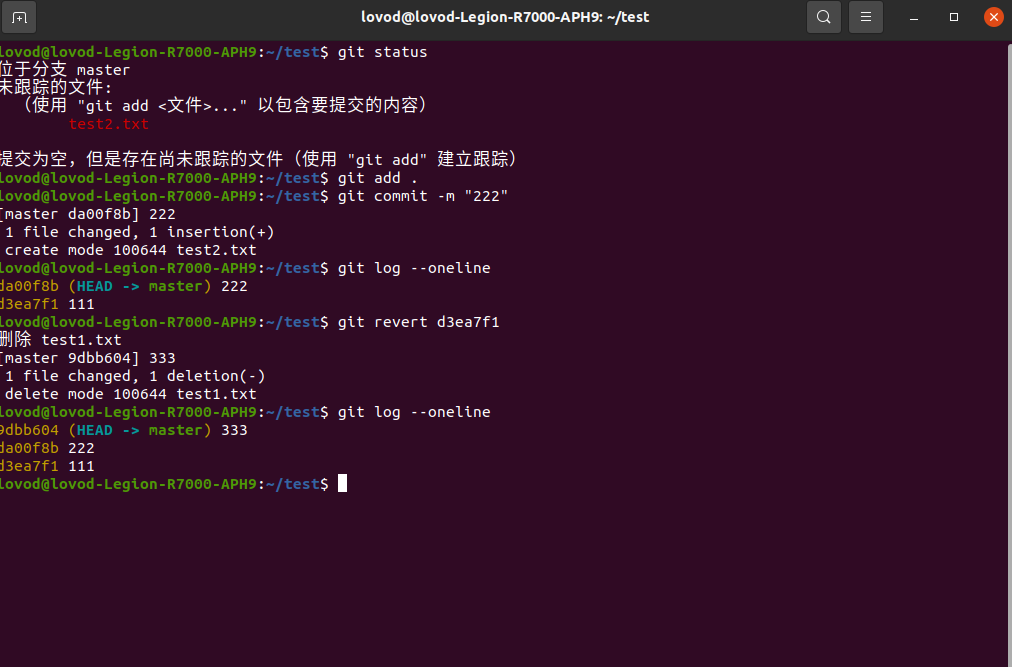 lovod@lovod-Legion-R7000-APH9: ~/test
lovod@lovod-Legion-R7000-APH9:~/test$ git status
位于分支 master
未跟踪的文件:
（使用 "git add <文件>..." 以包含要提交的内容）
test2.txt
提交为空，但是存在尚未跟踪的文件（使用 "git add" 建立跟踪）
lovod@lovod-Legion-R7000-APH9:~/test$ git add .
lovod@lovod-Legion-R7000-APH9:~/test$ git commit -m "222"
[master da00f8b] 222
1 file changed, 1 insertion(+)
create mode 100644 test2.txt
lovod@lovod-Legion-R7000-APH9:~/test$ git log --oneline
da00f8b (HEAD -> master) 222
d3ea7f1 111
lovod@lovod-Legion-R7000-APH9:~/test$ git revert d3ea7f1
删除 test1.txt
[master 9dbb604] 333
1 file changed, 1 deletion(-)
delete mode 100644 test1.txt
lovod@lovod-Legion-R7000-APH9:~/test$ git log --oneline
9dbb604 (HEAD -> master) 333
da00f8b 222
d3ea7f1 111
lovod@lovod-Legion-R7000-APH9:~/test$